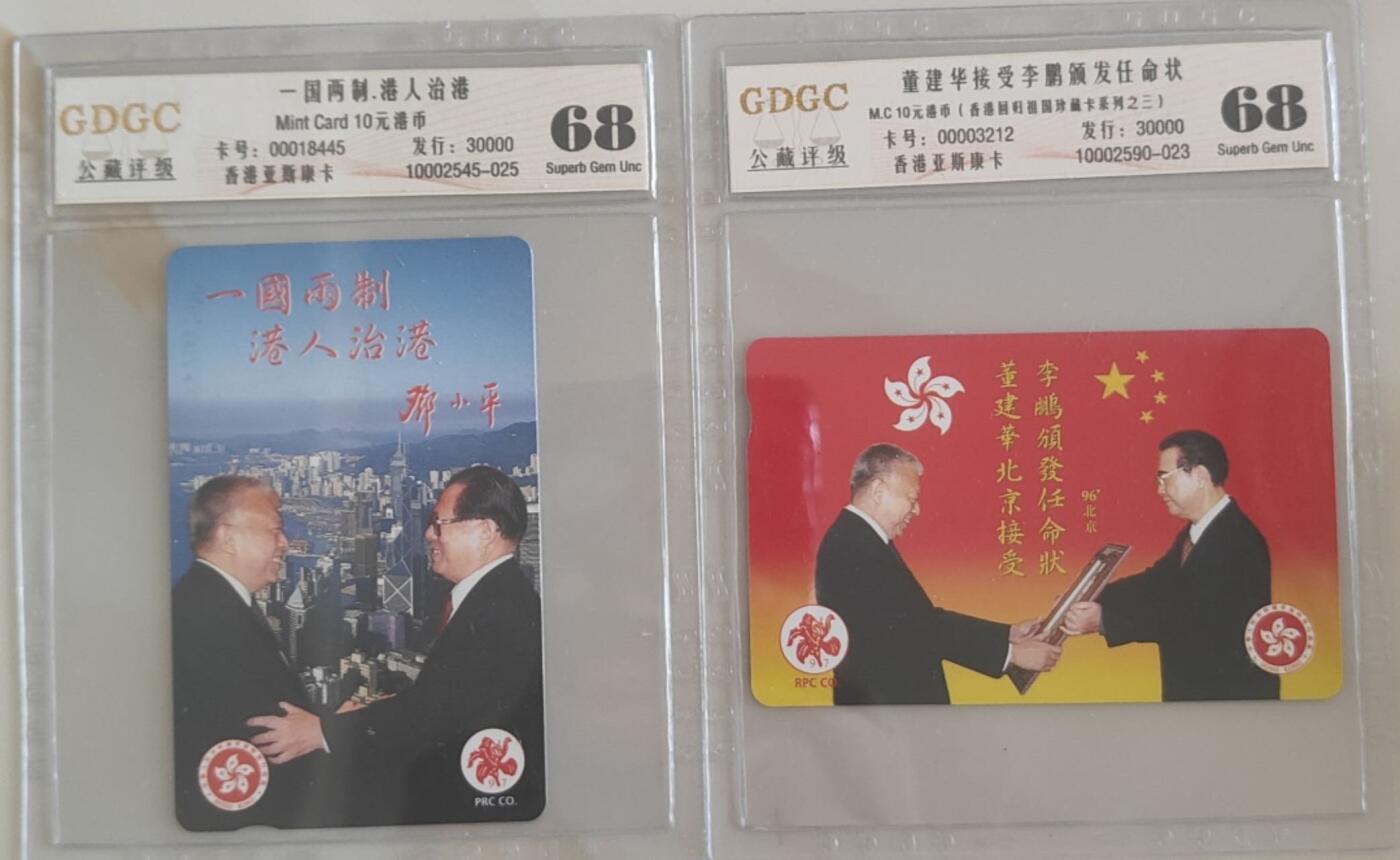 GDGC
公藏评级
一国两制.港人治港
Mint Card 10元港币
卡号：00018445 发行：30000
香港亚斯康卡 10002545-025
68
Superb Gem Unc
一國兩制
港人治港
鄧小平
97
PRC CO.
GDGC
公藏评级
董建华接受李鹏颁发任命状
M.C 10元港币（香港回归祖国珍藏卡系列之三）
卡号：00003212 发行：30000
香港亚斯康卡 10002590-023
68
Superb Gem Unc
李鵬頒發任命狀
董建華北京接受
96'北京
97
RPC CO.